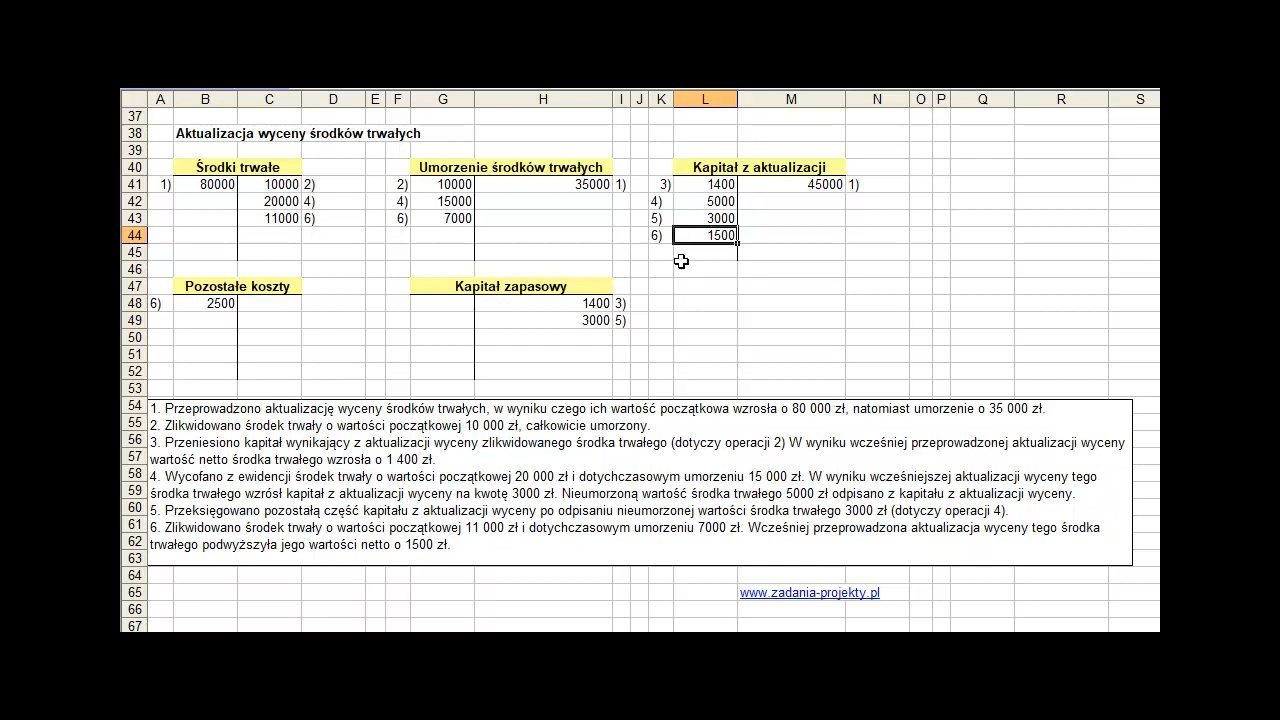 A B C D E F G H I J K L M N O P Q R S
37
38 Aktualizacja wyceny środków trwałych
39
40 Środki trwałe Umorzenie środków trwałych Kapitał z aktualizacji
41 1) 80000 10000 2) 2) 10000 35000 1) 3) 1400 45000 1)
42 20000 4) 4) 15000 4) 5000
43 11000 6) 6) 7000 5) 3000
44 6) 1500
45
46
47 Pozostałe koszty Kapitał zapasowy
48 6) 2500 1400 3)
49 3000 5)
50
51
52
53
54 1. Przeprowadzono aktualizację wyceny środków trwałych, w wyniku czego ich wartość początkowa wzrosła o 80 000 zł, natomiast umorzenie o 35 000 zł.
55 2. Zlikwidowano środek trwały o wartości początkowej 10 000 zł, całkowicie umorzony.
56 3. Przeniesiono kapitał wynikający z aktualizacji wyceny zlikwidowanego środka trwałego (dotyczy operacji 2) W wyniku wcześniej przeprowadzonej aktualizacji wyceny
57 wartość netto środka trwałego wzrosła o 1 400 zł.
58 4. Wycofano z ewidencji środek trwały o wartości początkowej 20 000 zł i dotychczasowym umorzeniu 15 000 zł. W wyniku wcześniejszej aktualizacji wyceny tego
59 środka trwałego wzrósł kapitał z aktualizacji wyceny na kwotę 3000 zł. Nieumorzoną wartość środka trwałego 5000 zł odpisano z kapitału z aktualizacji wyceny.
60 5. Przeksięgowano pozostałą część kapitału z aktualizacji wyceny po odpisaniu nieumorzonej wartości środka trwałego 3000 zł (dotyczy operacji 4).
61 6. Zlikwidowano środek trwały o wartości początkowej 11 000 zł i dotychczasowym umorzeniu 7000 zł. Wcześniej przeprowadzona aktualizacja wyceny tego środka
62 trwałego podwyższyła jego wartości netto o 1500 zł.
63
64
65 www.zadania-projekty.pl
66
67